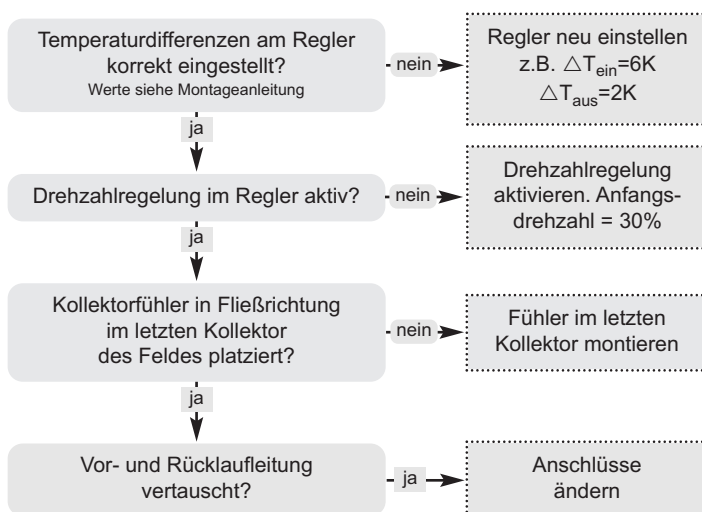 Temperaturdifferenzen am Regler
korrekt eingestellt?
Werte siehe Montageanleitung
nein
Regler neu einstellen
z.B. △Tein=6K
△Taus=2K
ja
Drehzahlregelung im Regler aktiv?
nein
Drehzahlregelung
aktivieren. Anfangs-
drehzahl = 30%
ja
Kollektorfühler in Fließrichtung
im letzten Kollektor
des Feldes platziert?
nein
Fühler im letzten
Kollektor montieren
ja
Vor- und Rücklaufleitung
vertauscht?
ja
Anschlüsse
ändern